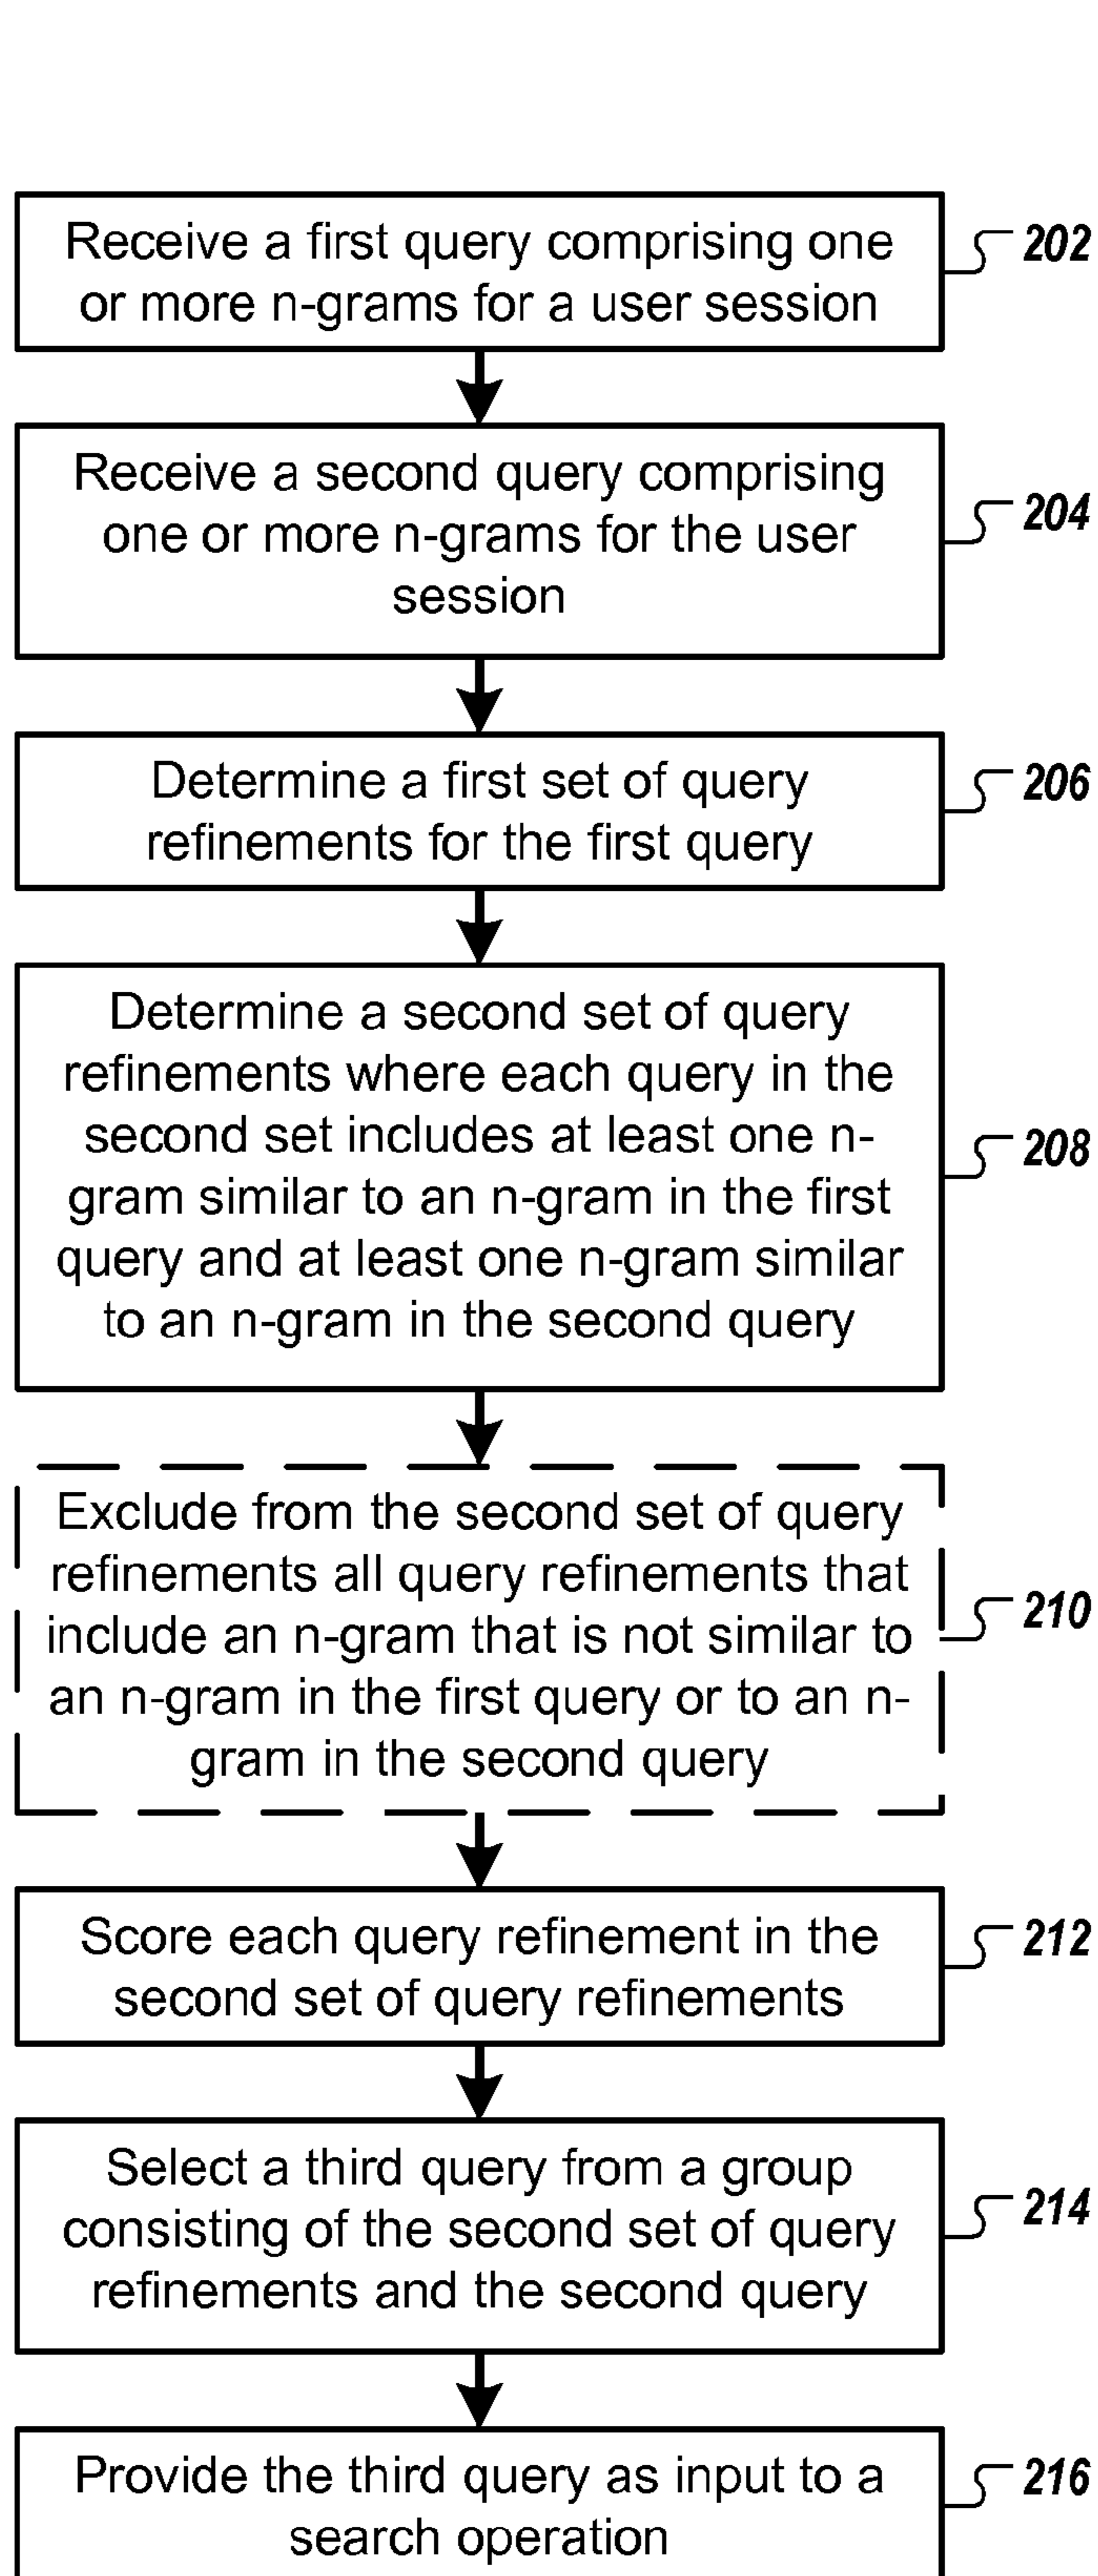 Receive a first query comprising one
or more n-grams for a user session
202
Receive a second query comprising
one or more n-grams for the user
session
204
Determine a first set of query
refinements for the first query
206
Determine a second set of query
refinements where each query in the
second set includes at least one n-
gram similar to an n-gram in the first
query and at least one n-gram similar
to an n-gram in the second query
208
Exclude from the second set of query
refinements all query refinements that
include an n-gram that is not similar to
an n-gram in the first query or to an n-
gram in the second query
210
Score each query refinement in the
second set of query refinements
212
Select a third query from a group
consisting of the second set of query
refinements and the second query
214
Provide the third query as input to a
search operation
216